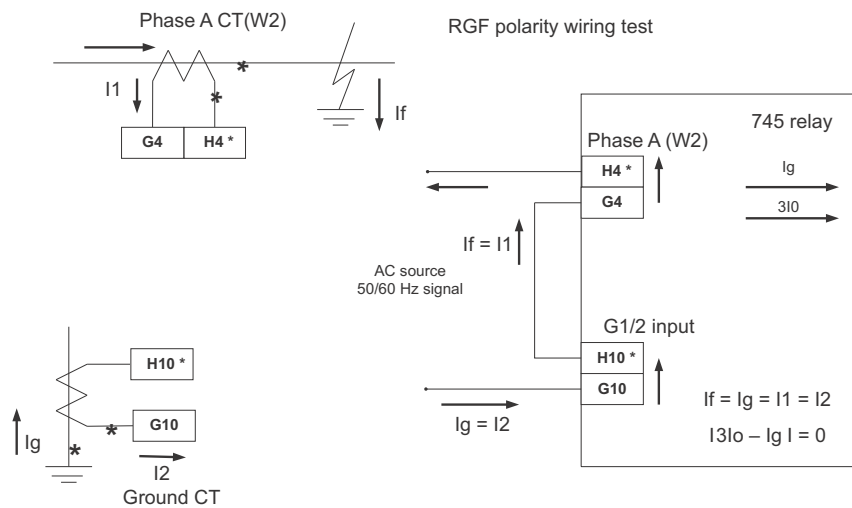 Phase A CT(W2)
RGF polarity wiring test
I1
If
G4
H4 *
745 relay
Phase A (W2)
H4 *
G4
Ig
3I0
If = I1
AC source
50/60 Hz signal
G1/2 input
H10 *
G10
Ig = I2
If = Ig = I1 = I2
I3Io – Ig I = 0
H10 *
G10
Ig
I2
Ground CT